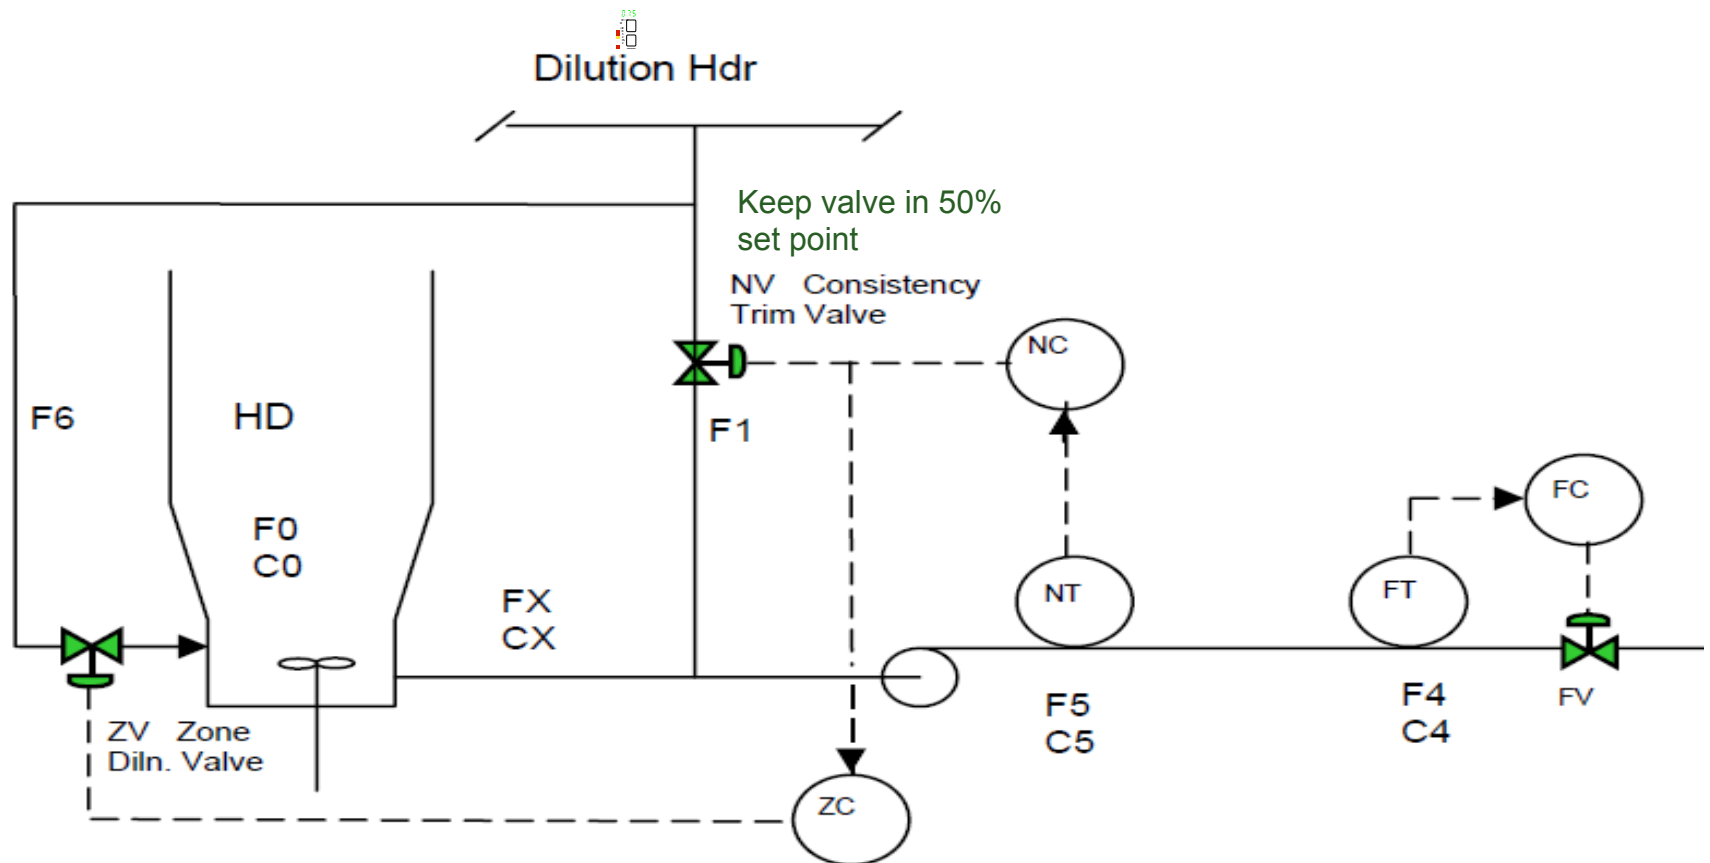 Dilution Hdr
Keep valve in 50%
set point
NV Consistency
Trim Valve
NC
F6
HD
F1
FC
F0
C0
FX
CX
NT
FT
F5
C5
F4
C4
FV
ZV Zone
Diln. Valve
ZC